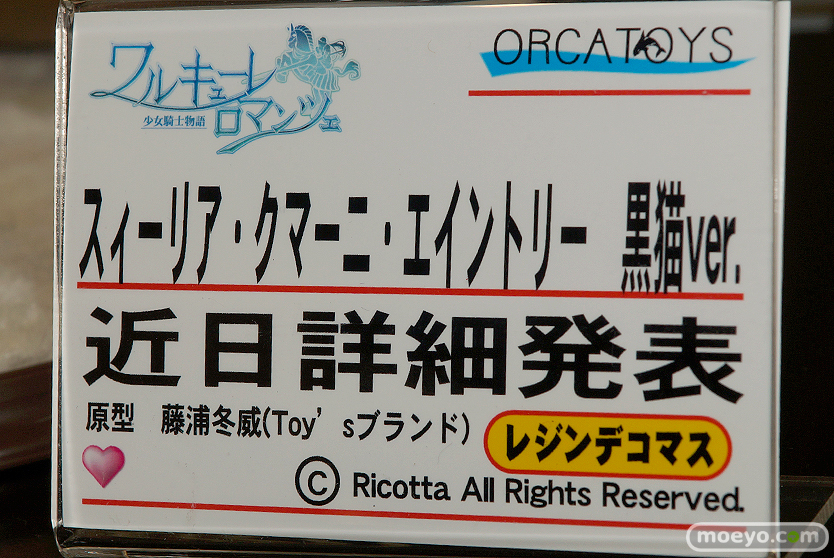 ワルキューレ
ロマンツェ
少女騎士物語
ORCATOYS
スィーリア・クマーニ・エイントリー 黒猫ver.
近日詳細発表
原型 藤浦冬威(Toy'sブランド)
レジンデコマス
Ⓒ Ricotta All Rights Reserved.
moeyo.com